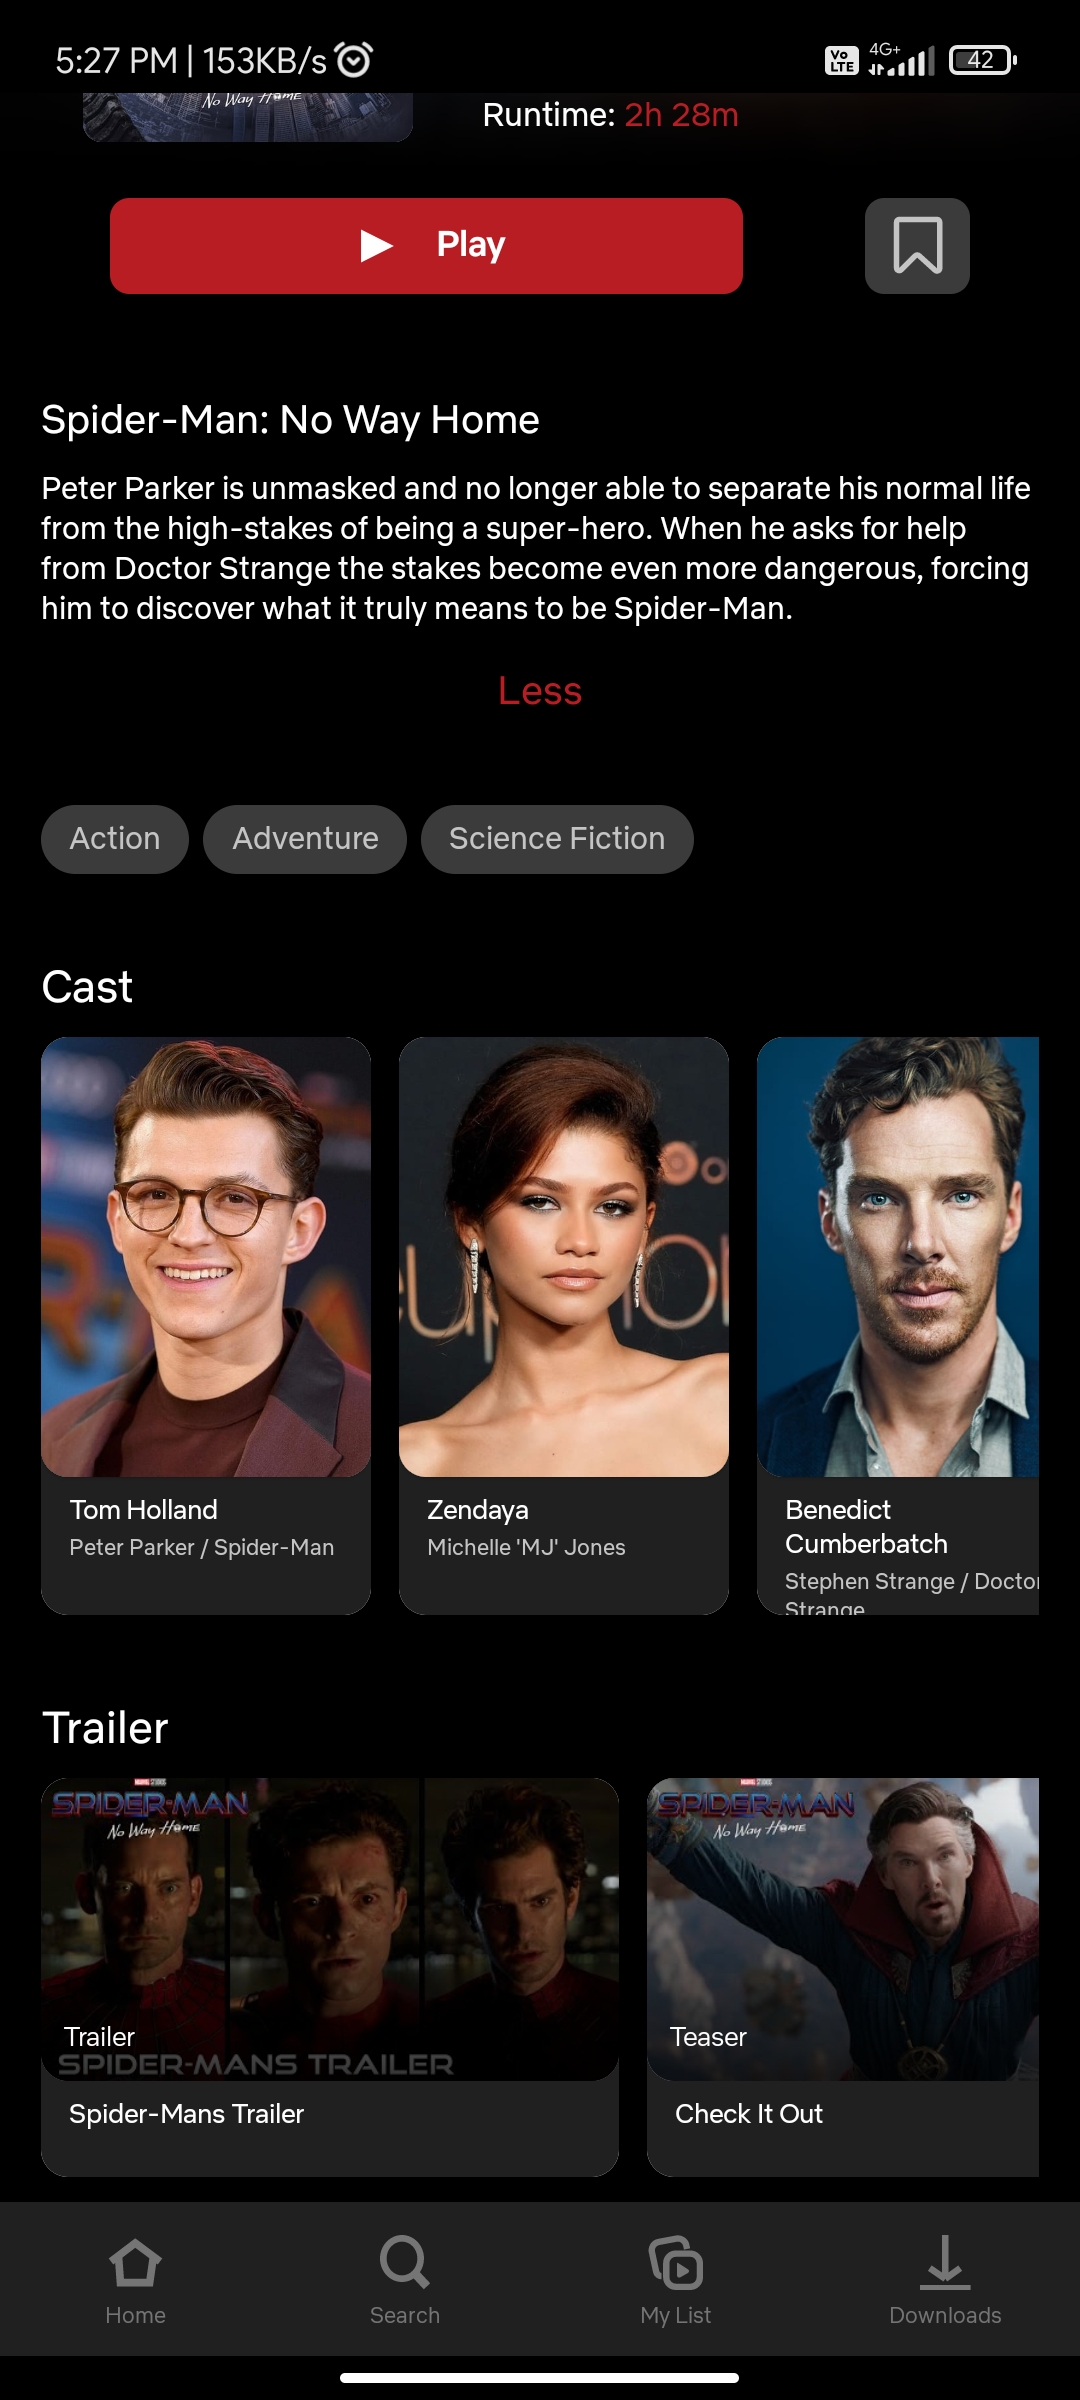 5:27 PM | 153KB/s
Vo
LTE
4G+
42
No Way Home
Runtime: 2h 28m
Play
Spider-Man: No Way Home
Peter Parker is unmasked and no longer able to separate his normal life
from the high-stakes of being a super-hero. When he asks for help
from Doctor Strange the stakes become even more dangerous, forcing
him to discover what it truly means to be Spider-Man.
Less
Action
Adventure
Science Fiction
Cast
Tom Holland
Peter Parker / Spider-Man
Zendaya
Michelle 'MJ' Jones
Benedict
Cumberbatch
Stephen Strange / Doctor
Strange
Trailer
MARVEL STUDIOS
SPIDER-MAN
No Way Home
Trailer
SPIDER-MANS TRAILER
Spider-Mans Trailer
MARVEL STUDIOS
SPIDER-MAN
No Way Home
Teaser
Check It Out
Home
Search
My List
Downloads